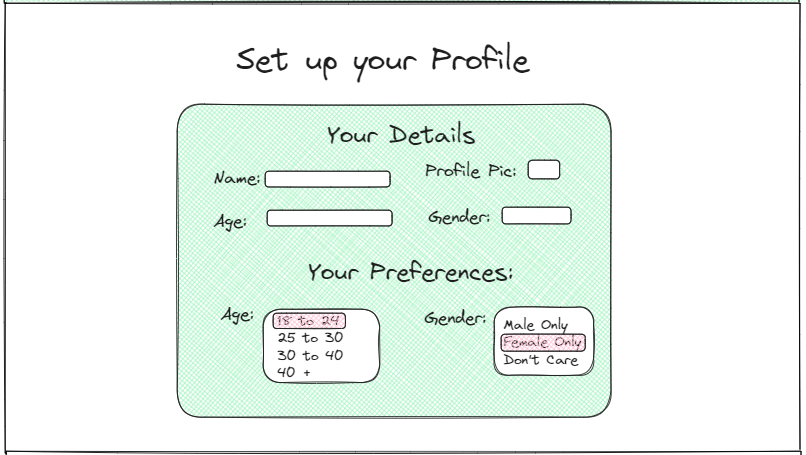 Set up your Profile
Your Details
Name:
Profile Pic:
Age:
Gender:
Your Preferences:
Age:
18 to 24
25 to 30
30 to 40
40 +
Gender:
Male Only
Female Only
Don't Care